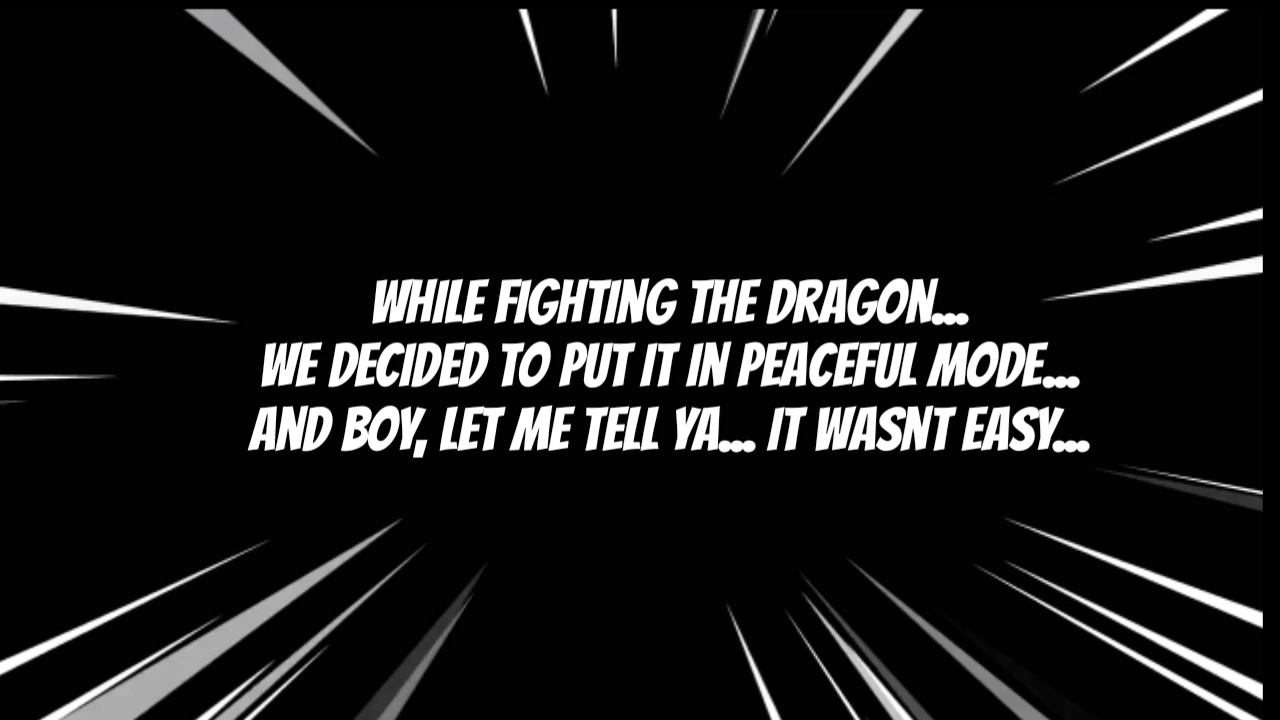 WHILE FIGHTING THE DRAGON...
WE DECIDED TO PUT IT IN PEACEFUL MODE...
AND BOY, LET ME TELL YA... IT WASNT EASY...